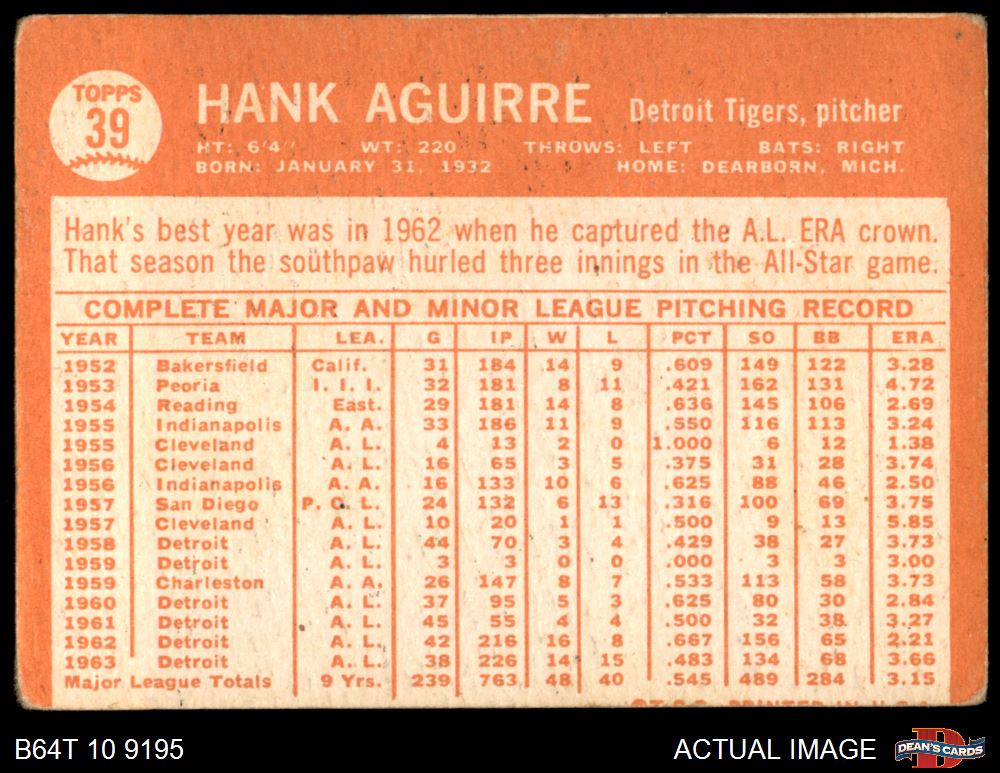 TOPPS
39
HANK AGUIRRE Detroit Tigers, pitcher
HT: 6'4" WT: 220 THROWS: LEFT BATS: RIGHT
BORN: JANUARY 31, 1932 HOME: DEARBORN, MICH.
Hank's best year was in 1962 when he captured the A.L. ERA crown.
That season the southpaw hurled three innings in the All-Star game.
COMPLETE MAJOR AND MINOR LEAGUE PITCHING RECORD
YEAR TEAM LEA. G IP W L PCT SO BB ERA
1952 Bakersfield Calif. 31 184 14 9 .609 149 122 3.28
1953 Peoria I. I. I. 32 181 8 11 .421 162 131 4.72
1954 Reading East. 29 181 14 8 .636 145 106 2.69
1955 Indianapolis A. A. 33 186 11 9 .550 116 113 3.24
1955 Cleveland A. L. 4 13 2 0 1.000 6 12 1.38
1956 Cleveland A. L. 16 65 3 5 .375 31 28 3.74
1956 Indianapolis A. A. 16 133 10 6 .625 88 46 2.50
1957 San Diego P. C. L. 24 132 6 13 .316 100 69 3.75
1957 Cleveland A. L. 10 20 1 1 .500 9 13 5.85
1958 Detroit A. L. 44 70 3 4 .429 38 27 3.73
1959 Detroit A. L. 3 3 0 0 .000 3 3 3.00
1959 Charleston A. A. 26 147 8 7 .533 113 58 3.73
1960 Detroit A. L. 37 95 5 3 .625 80 30 2.84
1961 Detroit A. L. 45 55 4 4 .500 32 38 3.27
1962 Detroit A. L. 42 216 16 8 .667 156 65 2.21
1963 Detroit A. L. 38 226 14 15 .483 134 68 3.66
Major League Totals 9 Yrs. 239 763 48 40 .545 489 284 3.15
©T.C.G. PRINTED IN U.S.A.
B64T 10 9195 ACTUAL IMAGE
D
DEAN'S CARDS